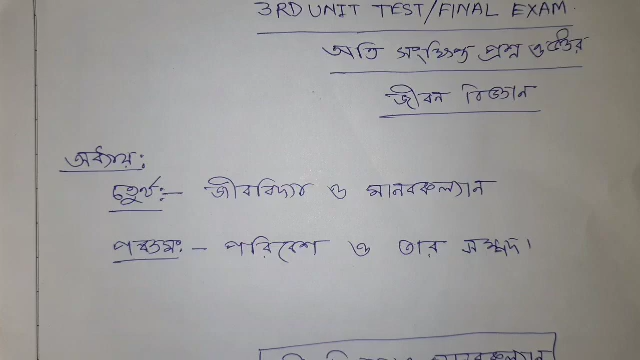 3RD UNIT TEST/FINAL EXAM.
অতি সংক্ষিপ্ত প্রশ্ন ও উত্তর
জীবন বিজ্ঞান
অধ্যায়:
চতুর্থ:- জীববিদ্যা ও মানবকল্যান
পঞ্চমঃ- পরিবেশ ও তার সম্পদ।